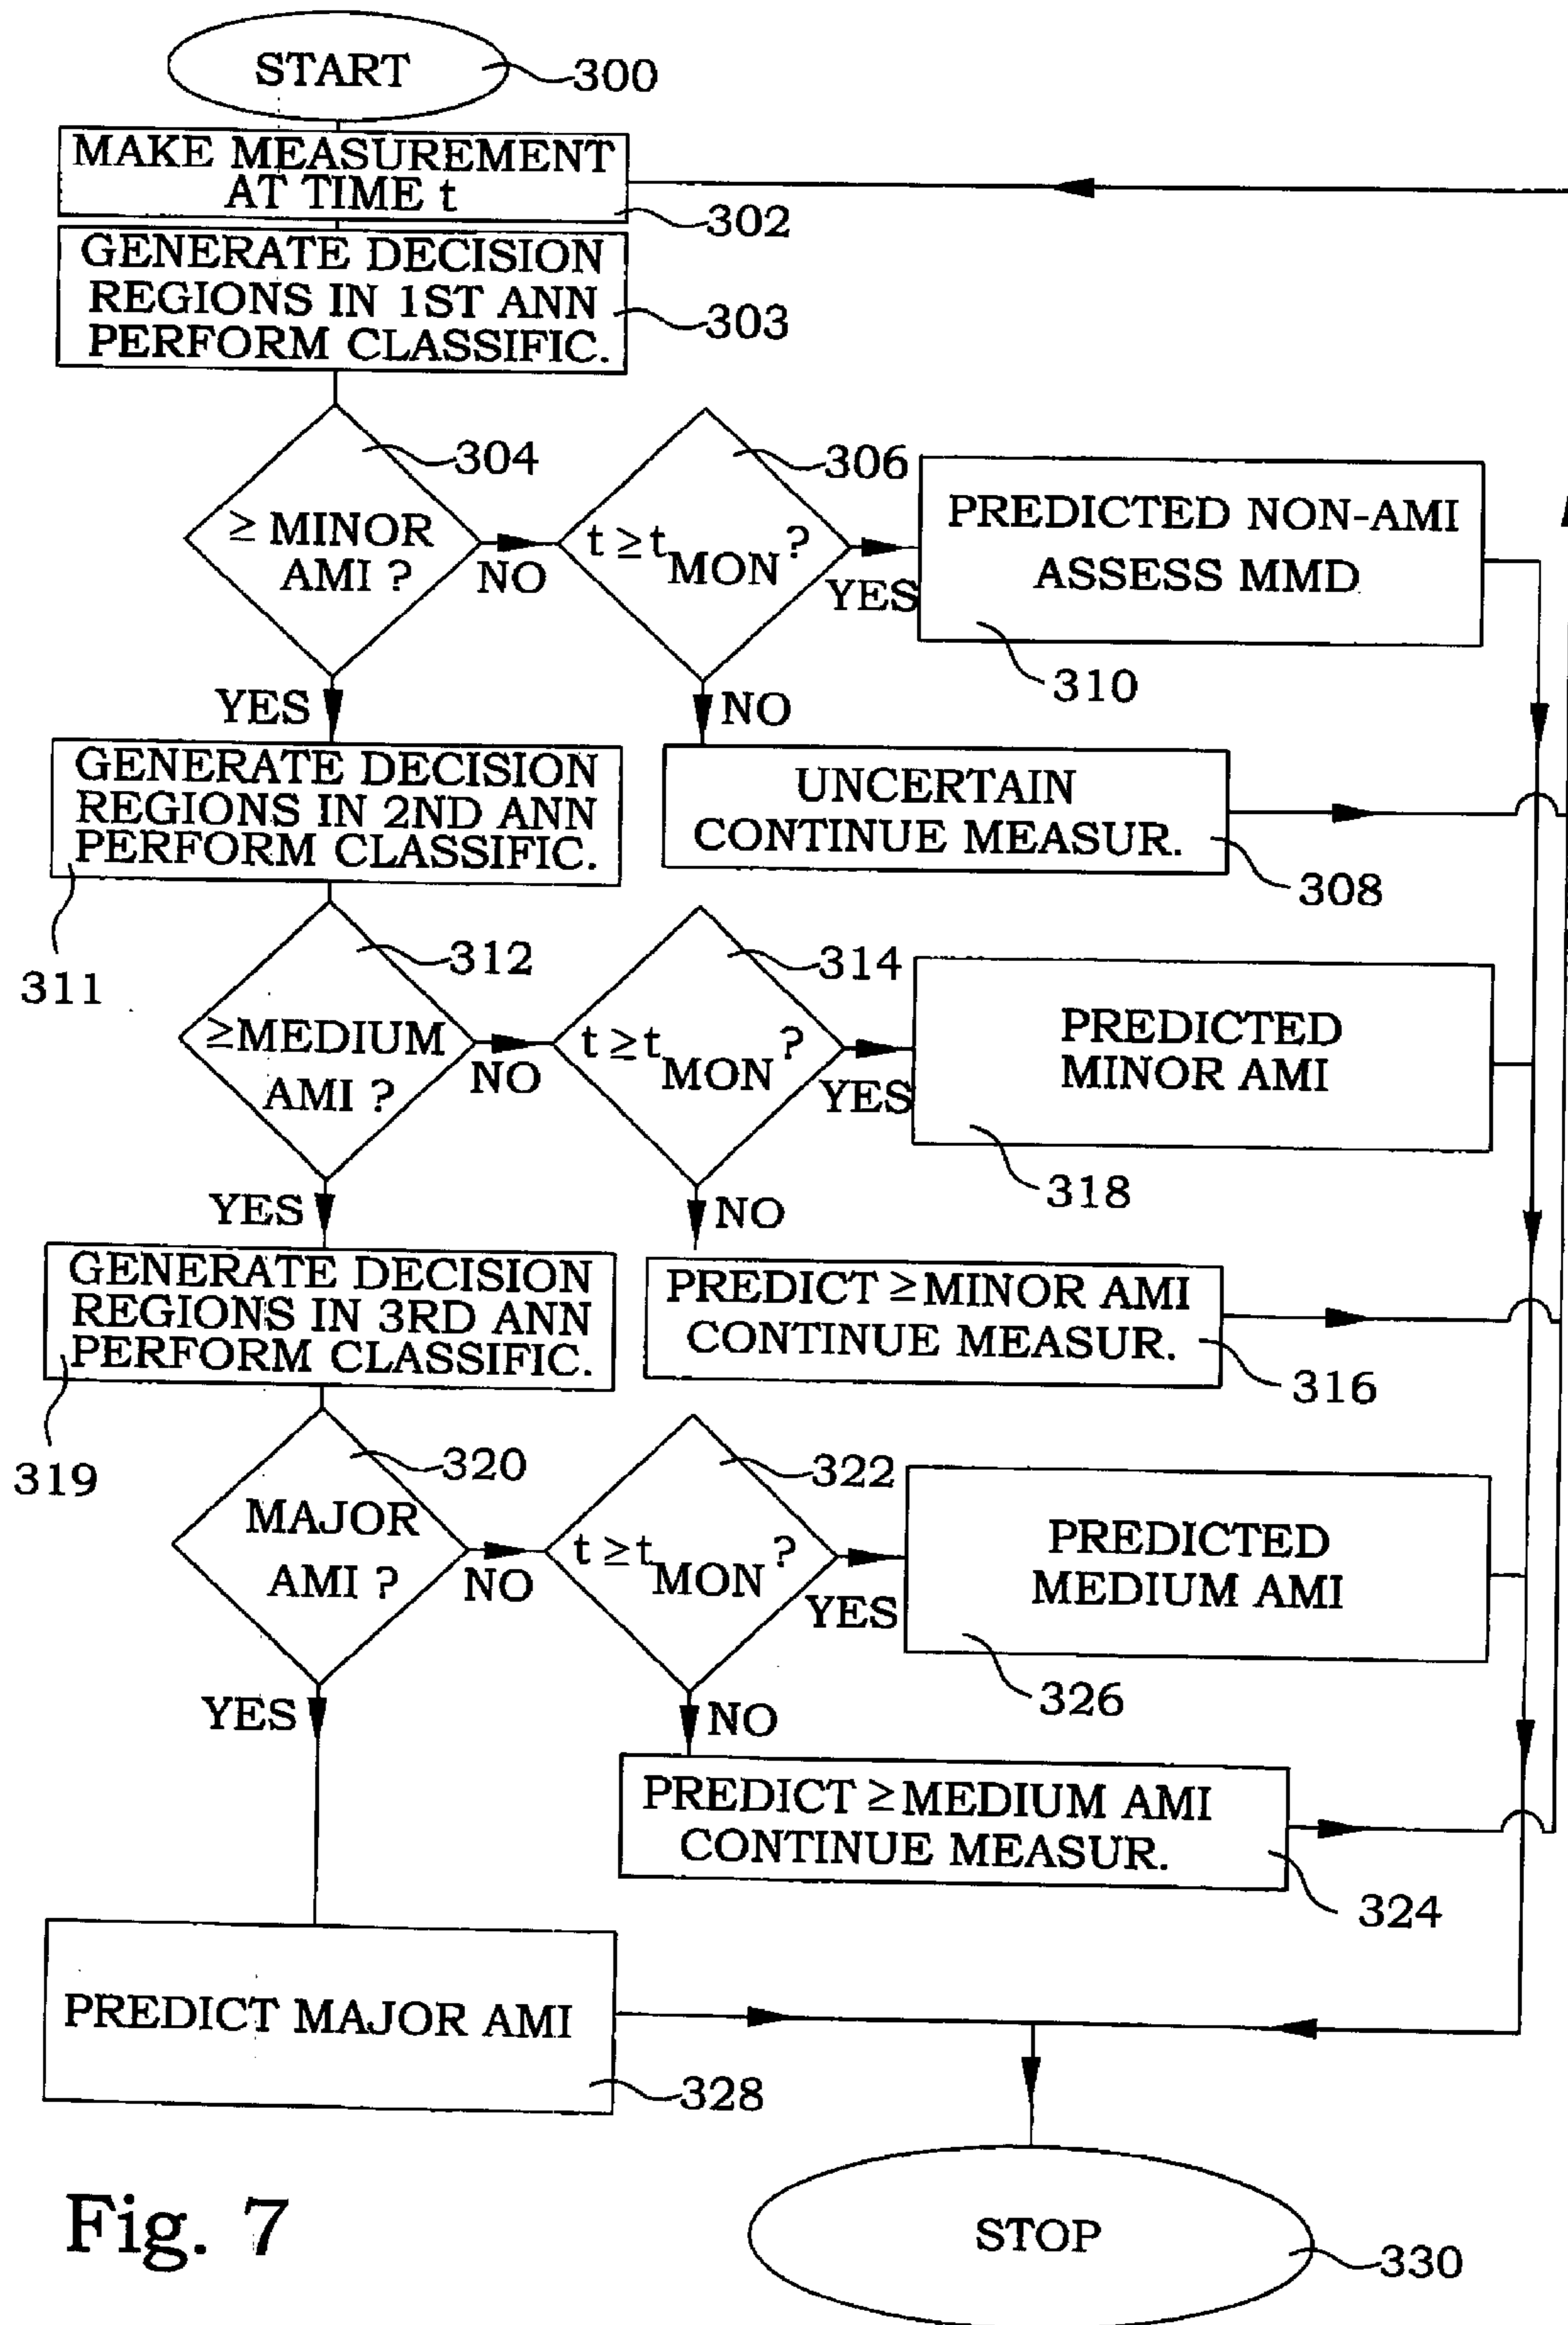 START
300
MAKE MEASUREMENT
AT TIME t
302
GENERATE DECISION
REGIONS IN 1ST ANN
PERFORM CLASSIFIC.
303
304
≥ MINOR
AMI ?
NO
YES
306
t ≥ tMON ?
YES
NO
PREDICTED NON-AMI
ASSESS MMD
310
GENERATE DECISION
REGIONS IN 2ND ANN
PERFORM CLASSIFIC.
311
UNCERTAIN
CONTINUE MEASUR.
308
312
≥MEDIUM
AMI ?
NO
YES
314
t ≥ tMON ?
YES
NO
PREDICTED
MINOR AMI
318
GENERATE DECISION
REGIONS IN 3RD ANN
PERFORM CLASSIFIC.
319
PREDICT ≥MINOR AMI
CONTINUE MEASUR.
316
320
MAJOR
AMI ?
NO
YES
322
t ≥ tMON ?
YES
NO
PREDICTED
MEDIUM AMI
326
PREDICT ≥MEDIUM AMI
CONTINUE MEASUR.
324
PREDICT MAJOR AMI
328
STOP
330
Fig. 7